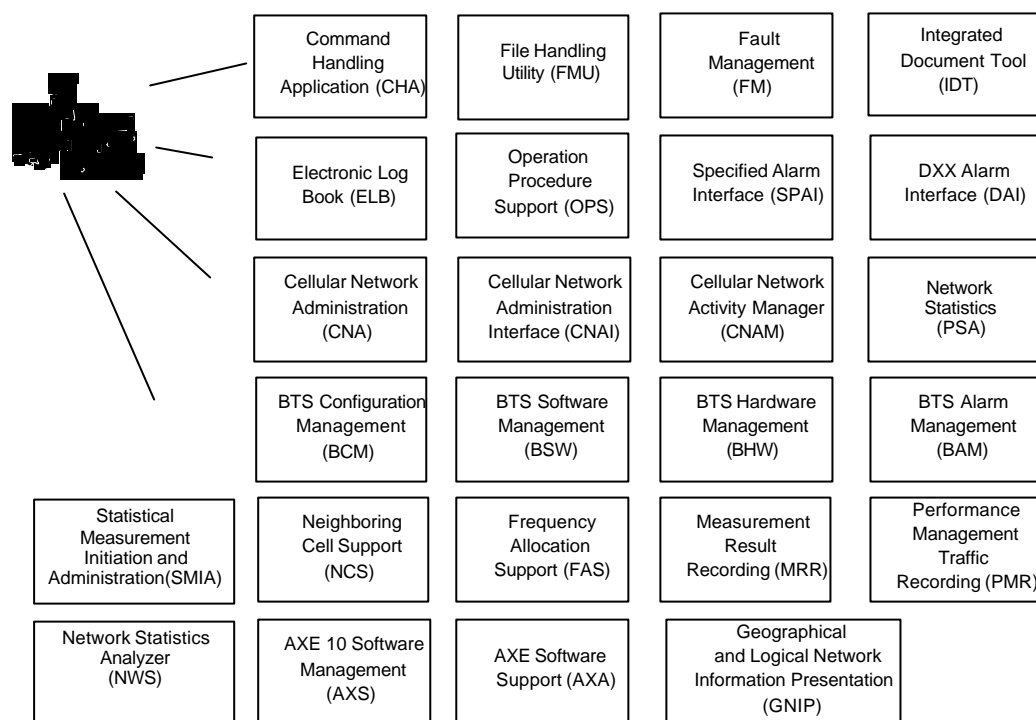 Command
Handling
Application (CHA)
File Handling
Utility (FMU)
Fault
Management
(FM)
Integrated
Document Tool
(IDT)
Electronic Log
Book (ELB)
Operation
Procedure
Support (OPS)
Specified Alarm
Interface (SPAI)
DXX Alarm
Interface (DAI)
Cellular Network
Administration
(CNA)
Cellular Network
Administration
Interface (CNAI)
Cellular Network
Activity Manager
(CNAM)
Network
Statistics
(PSA)
BTS Configuration
Management
(BCM)
BTS Software
Management
(BSW)
BTS Hardware
Management
(BHW)
BTS Alarm
Management
(BAM)
Statistical
Measurement
Initiation and
Administration(SMIA)
Neighboring
Cell Support
(NCS)
Frequency
Allocation
Support (FAS)
Measurement
Result
Recording (MRR)
Performance
Management
Traffic
Recording (PMR)
Network Statistics
Analyzer
(NWS)
AXE 10 Software
Management
(AXS)
AXE Software
Support (AXA)
Geographical
and Logical Network
Information Presentation
(GNIP)